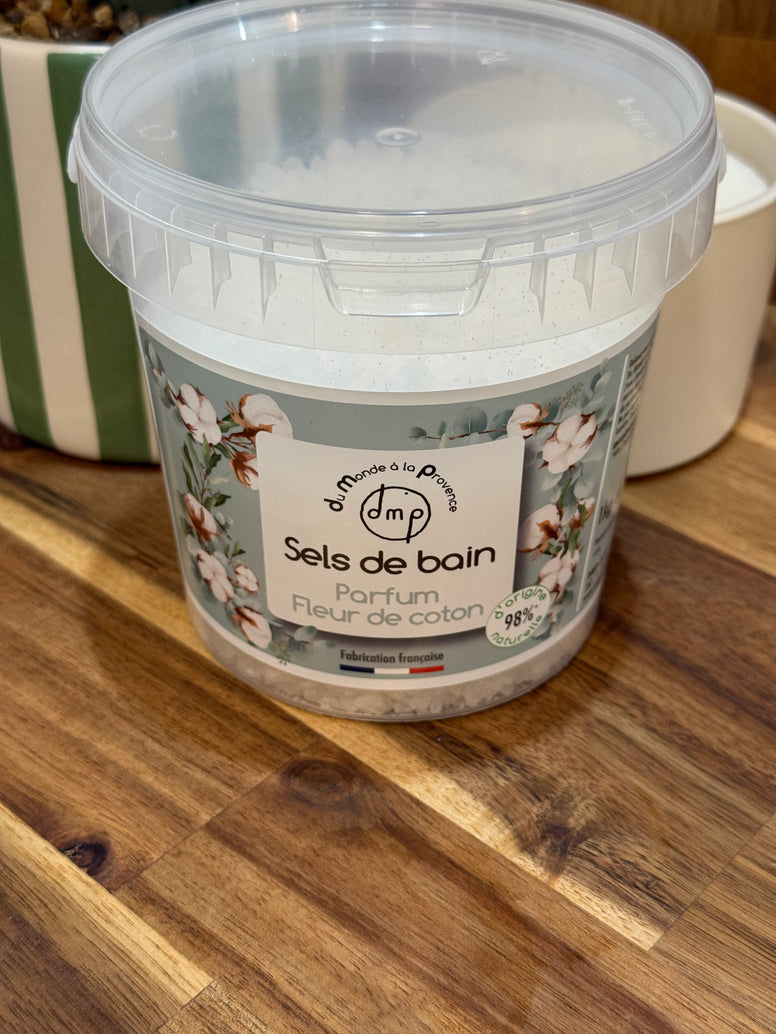 du Monde à la Provence
dmp
Sels de bain
Parfum
Fleur de coton
d'origine
98%*
naturelle
Fabrication française